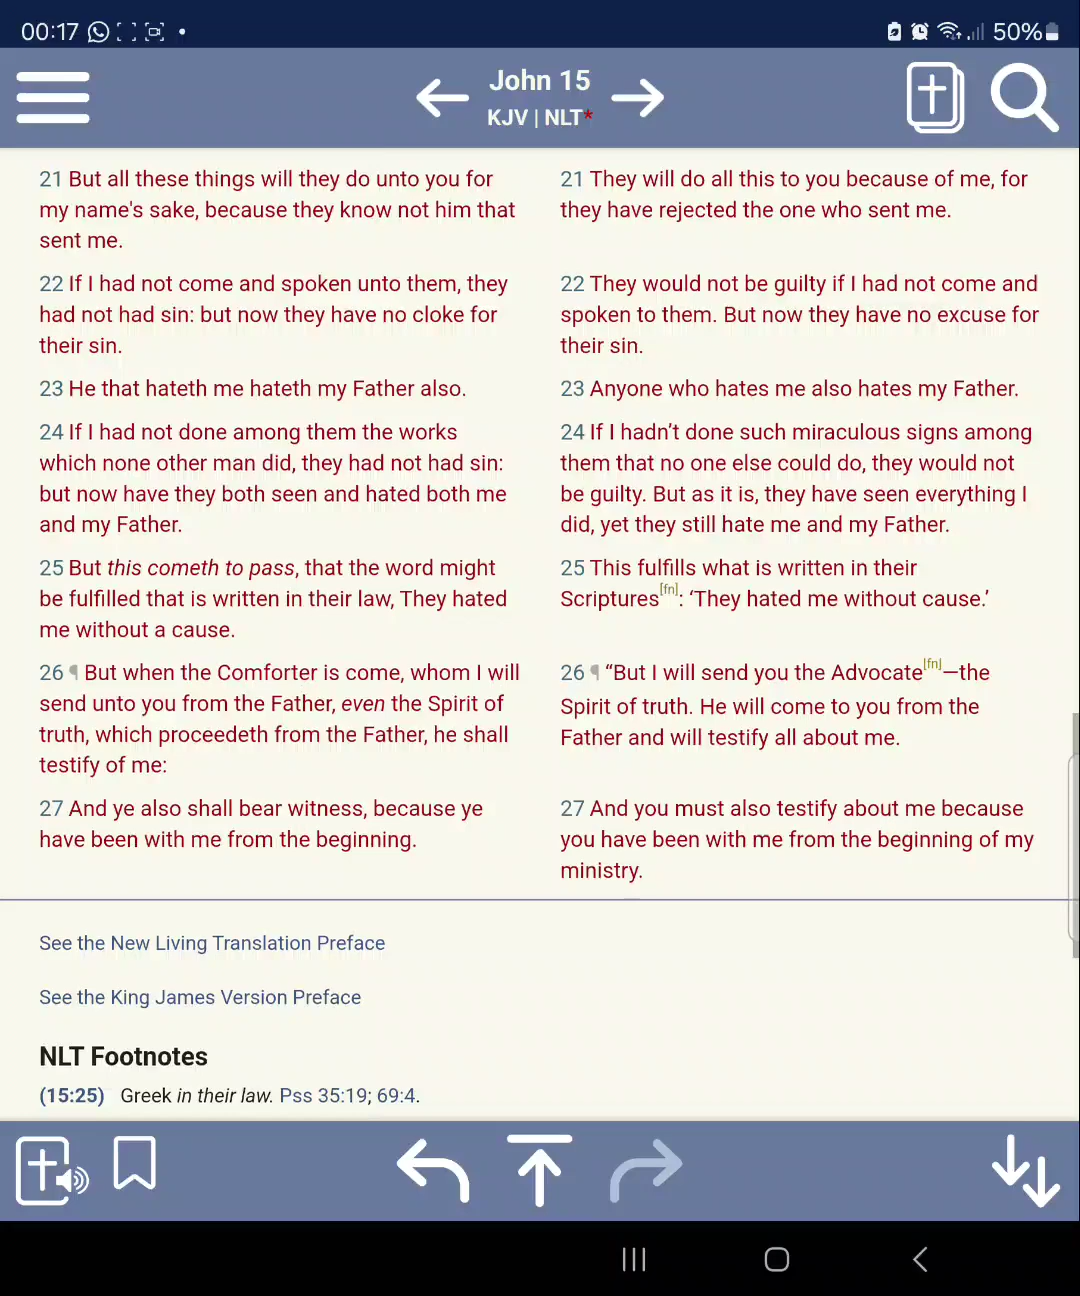 00:17
50%
John 15
KJV | NLT*
21 But all these things will they do unto you for
my name's sake, because they know not him that
sent me.
22 If I had not come and spoken unto them, they
had not had sin: but now they have no cloke for
their sin.
23 He that hateth me hateth my Father also.
24 If I had not done among them the works
which none other man did, they had not had sin:
but now have they both seen and hated both me
and my Father.
25 But this cometh to pass, that the word might
be fulfilled that is written in their law, They hated
me without a cause.
26 ¶ But when the Comforter is come, whom I will
send unto you from the Father, even the Spirit of
truth, which proceedeth from the Father, he shall
testify of me:
27 And ye also shall bear witness, because ye
have been with me from the beginning.
21 They will do all this to you because of me, for
they have rejected the one who sent me.
22 They would not be guilty if I had not come and
spoken to them. But now they have no excuse for
their sin.
23 Anyone who hates me also hates my Father.
24 If I hadn’t done such miraculous signs among
them that no one else could do, they would not
be guilty. But as it is, they have seen everything I
did, yet they still hate me and my Father.
25 This fulfills what is written in their
Scriptures[fn]: ‘They hated me without cause.’
26 ¶ “But I will send you the Advocate[fn]—the
Spirit of truth. He will come to you from the
Father and will testify all about me.
27 And you must also testify about me because
you have been with me from the beginning of my
ministry.
See the New Living Translation Preface
See the King James Version Preface
NLT Footnotes
(15:25) Greek in their law. Pss 35:19; 69:4.